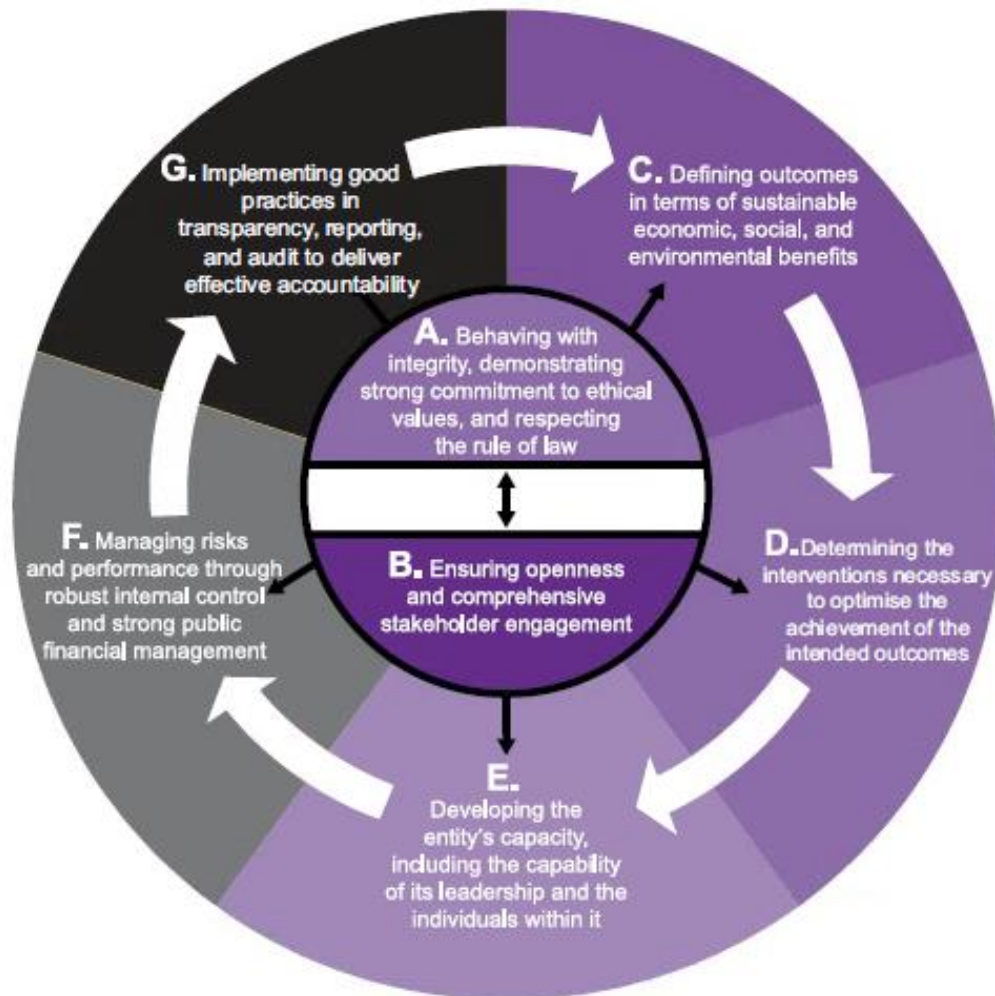 G. Implementing good
practices in
transparency, reporting,
and audit to deliver
effective accountability
C. Defining outcomes
in terms of sustainable
economic, social, and
environmental benefits
A. Behaving with
integrity, demonstrating
strong commitment to ethical
values, and respecting
the rule of law
B. Ensuring openness
and comprehensive
stakeholder engagement
D. Determining the
interventions necessary
to optimise the
achievement of the
intended outcomes
E.
Developing the
entity's capacity,
including the capability
of its leadership and the
individuals within it
F. Managing risks
and performance through
robust internal control
and strong public
financial management